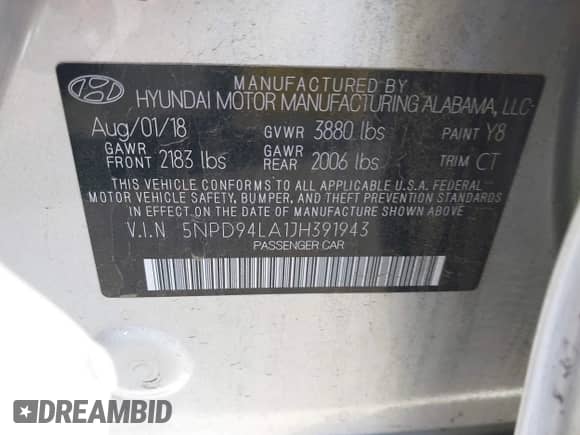 MANUFACTURED BY
HYUNDAI MOTOR MANUFACTURING ALABAMA, LLC
Aug/01/18 GVWR 3880 lbs PAINT Y8
GAWR FRONT 2183 lbs GAWR REAR 2006 lbs TRIM CT
THIS VEHICLE CONFORMS TO ALL APPLICABLE U.S.A. FEDERAL
MOTOR VEHICLE SAFETY, BUMPER, AND THEFT PREVENTION
STANDARDS IN EFFECT ON THE DATE OF MANUFACTURE SHOWN ABOVE.
V.I.N 5NPD94LA1JH391943
PASSENGER CAR
DREAMBID